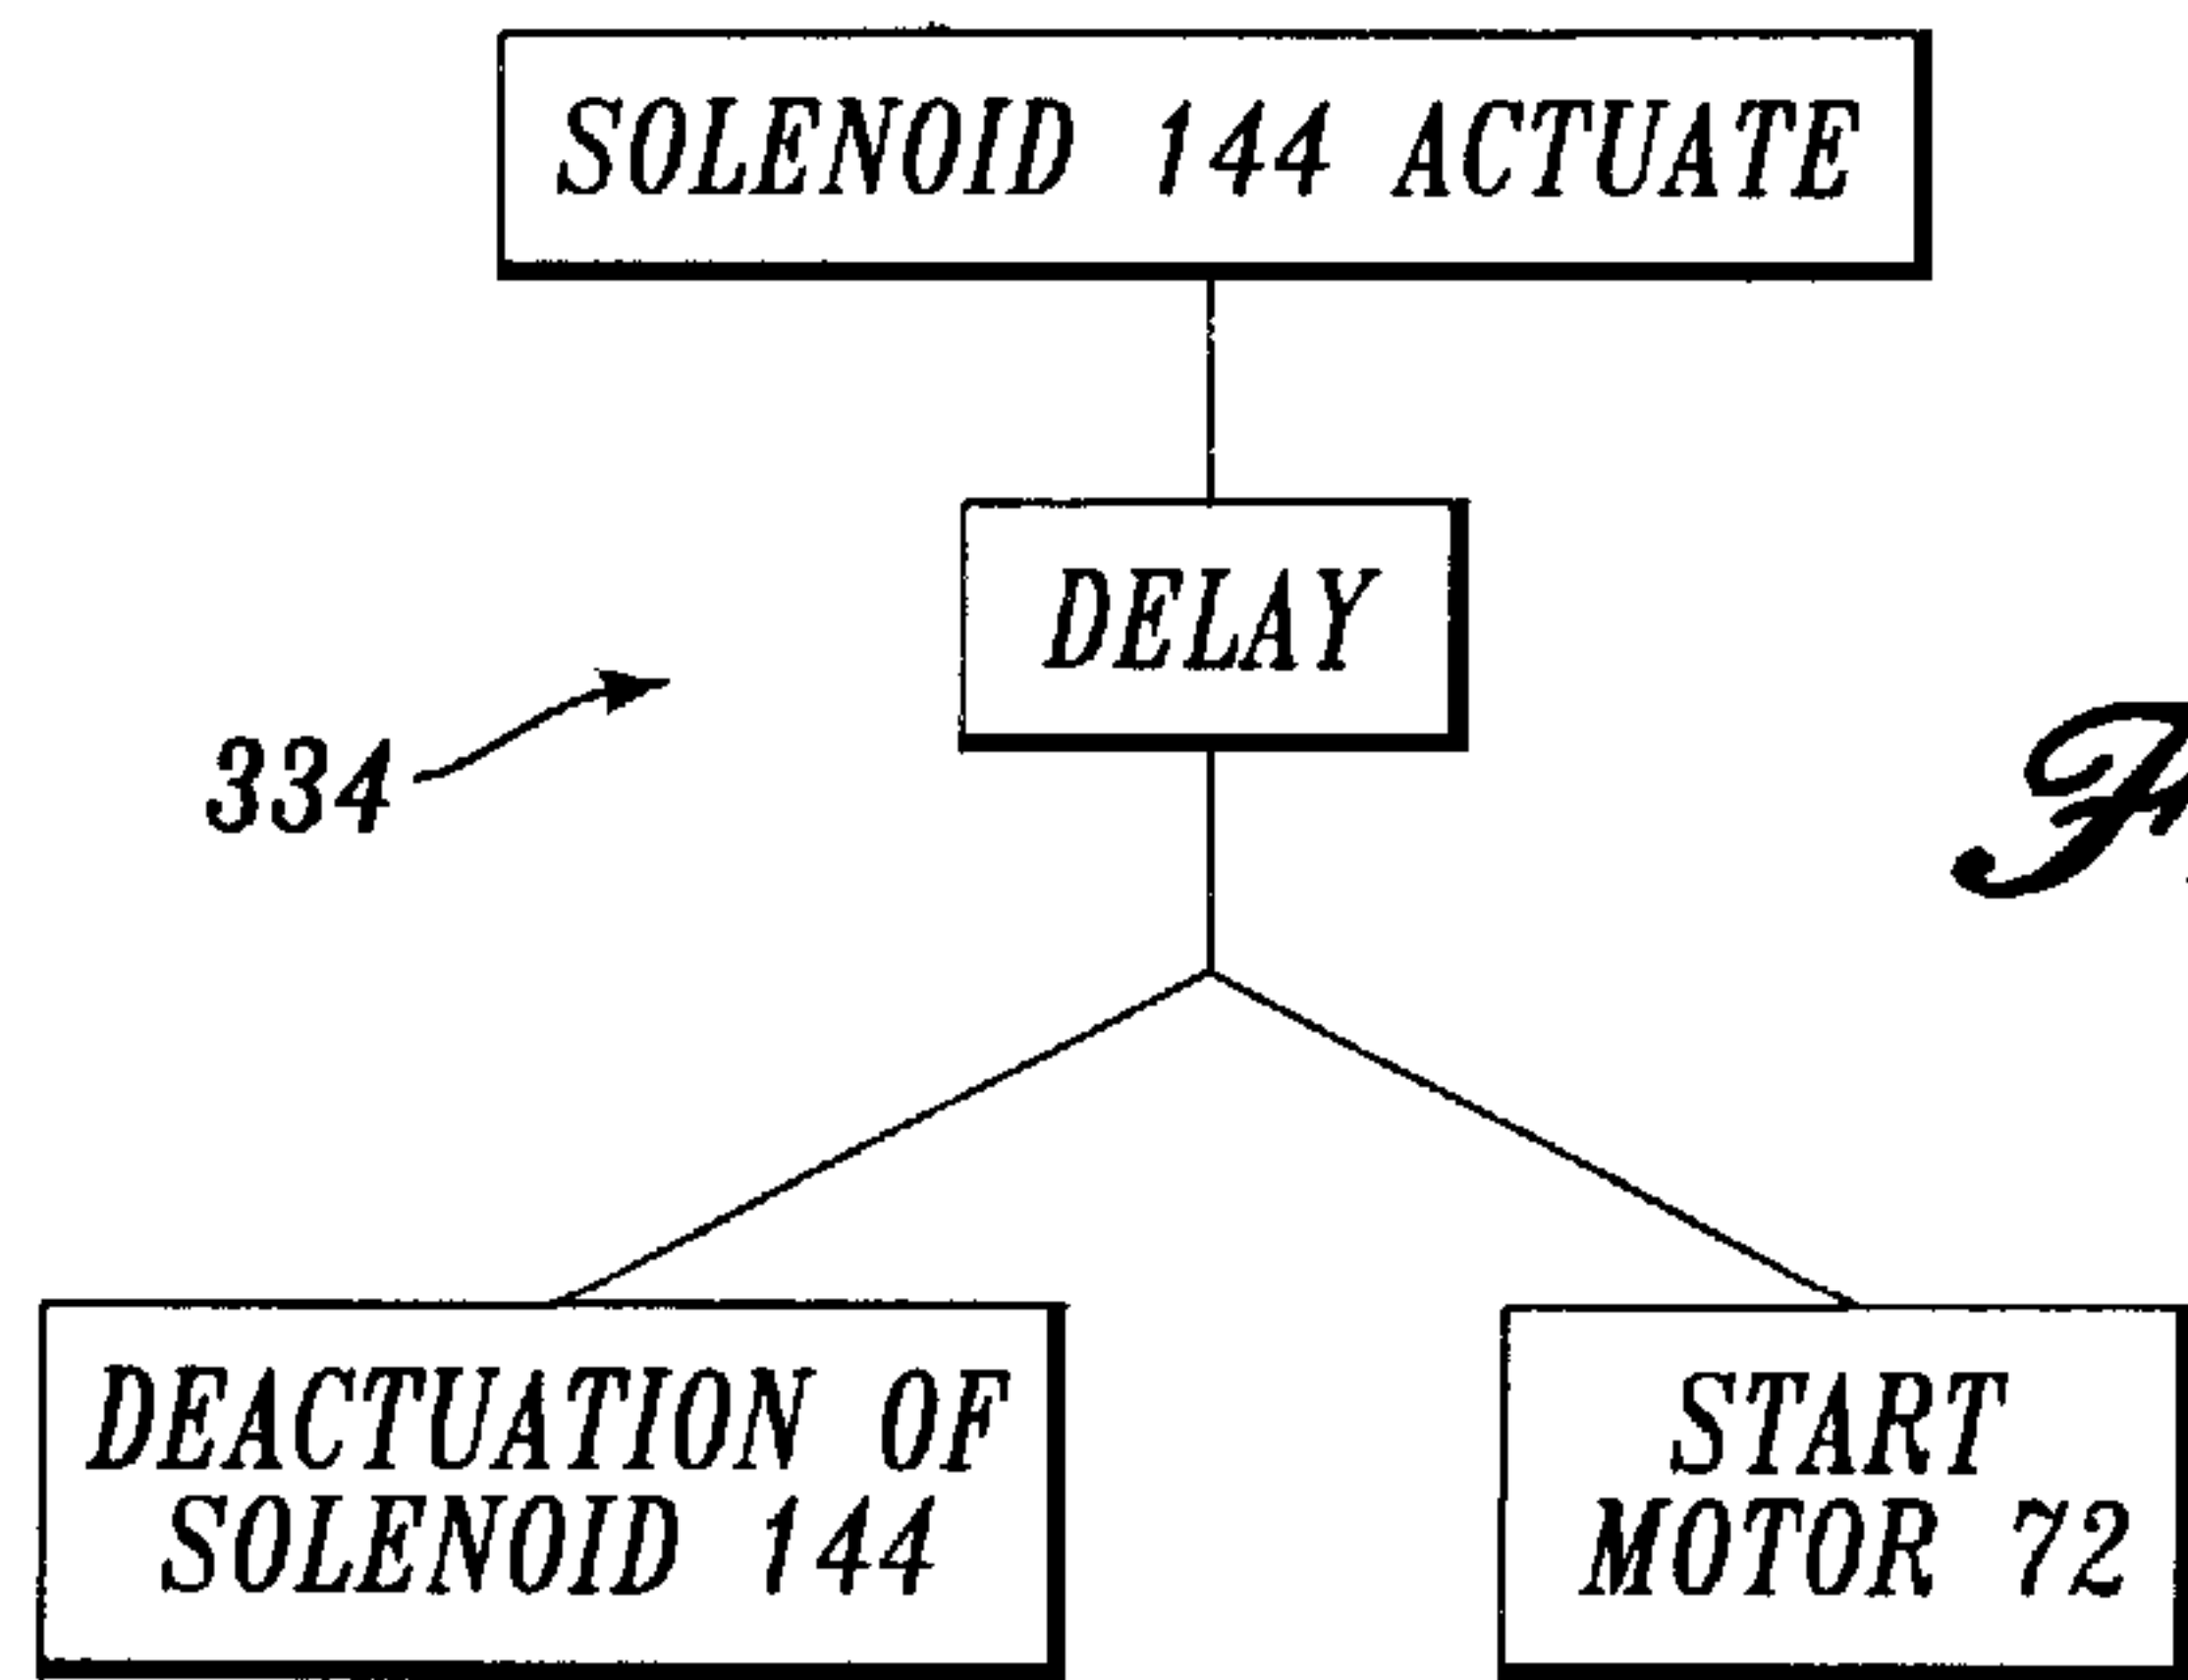 SOLENOID 144 ACTUATE
DELAY
334
DEACTUATION OF
SOLENOID 144
START
MOTOR 72